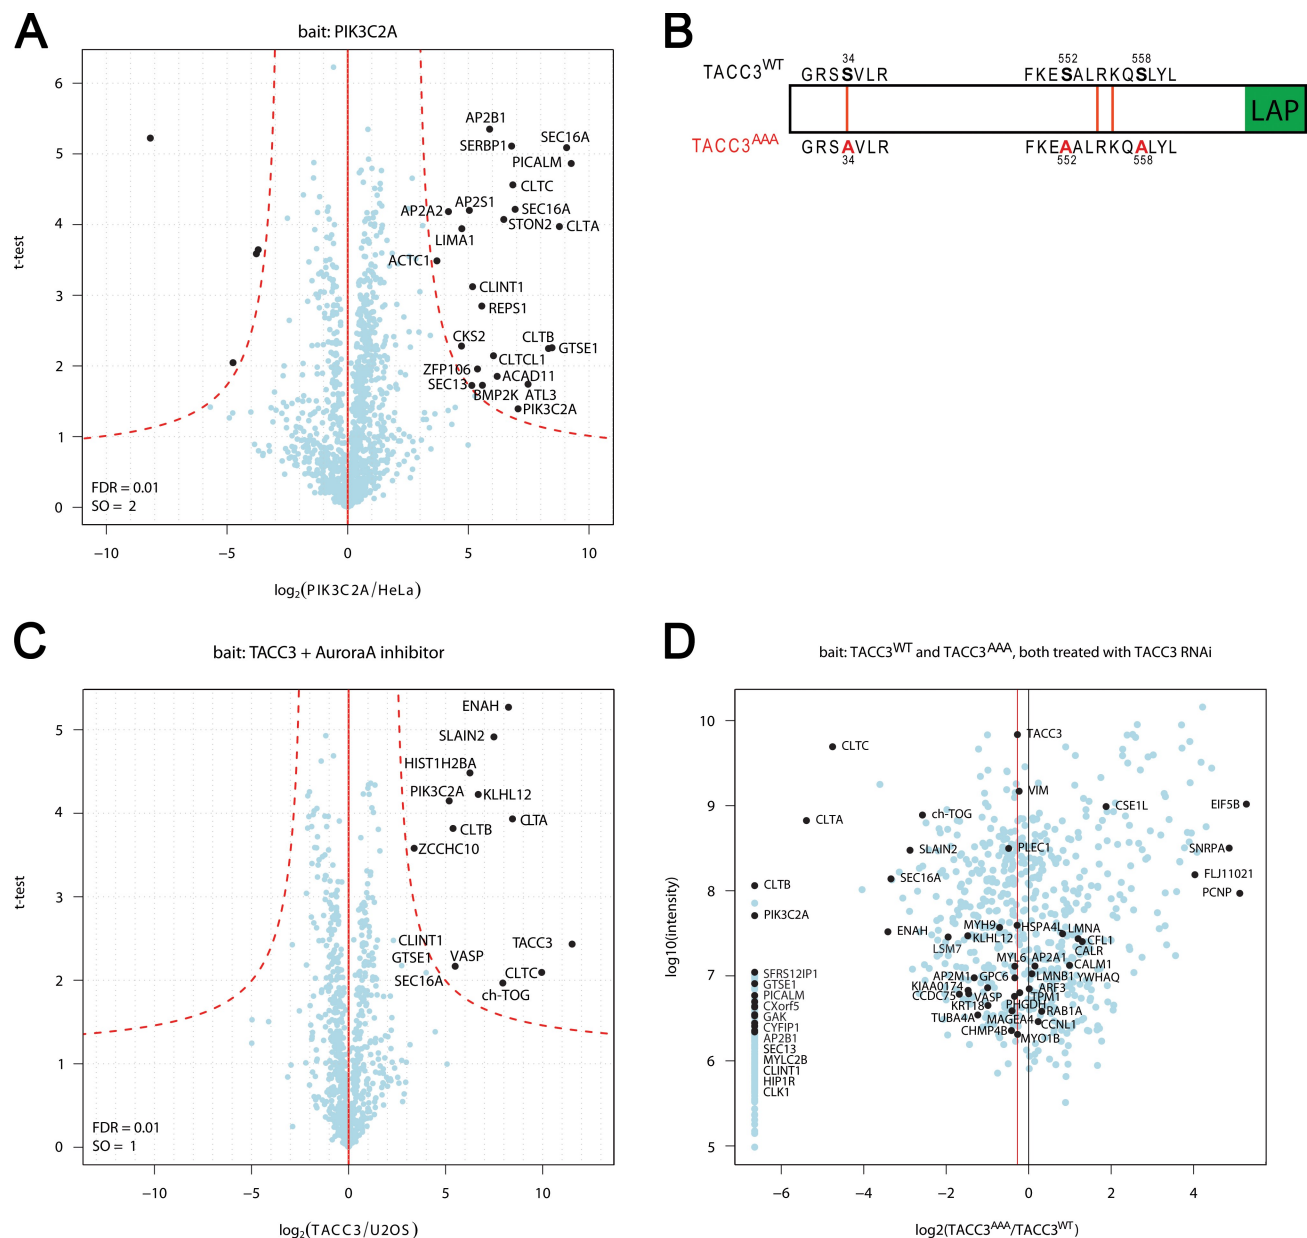 A
bait: PIK3C2A
t-test
6
5
4
3
2
1
0
AP2B1
SERBP1
SEC16A
PICALM
CLTC
AP2A2
AP2S1
SEC16A
STON2
CLTA
LIMA1
ACTC1
CLINT1
REPS1
CKS2
CLTB
GTSE1
CLTCL1
ZFP106
ACAD11
SEC13
BMP2K
ATL3
PIK3C2A
FDR = 0.01
SO = 2
−10 −5 0 5 10
log2(PIK3C2A/HeLa)
B
34 552 558
TACC3WT GRSSVLR FKESALRKQSLYL
LAP
TACC3AAA GRSAVLR FKEAALRKQALYL
34 552 558
C
bait: TACC3 + AuroraA inhibitor
t-test
5
4
3
2
1
0
ENAH
SLAIN2
HIST1H2BA
PIK3C2A
KLHL12
CLTA
CLTB
ZCCHC10
CLINT1
GTSE1
VASP
TACC3
SEC16A
CLTC
ch-TOG
FDR = 0.01
SO = 1
−10 −5 0 5 10
log2(TACC3/U2OS)
D
bait: TACC3WT and TACC3AAA, both treated with TACC3 RNAi
log10(intensity)
10
9
8
7
6
5
TACC3
CLTC
VIM
CLTA
ch-TOG
CSE1L
EIF5B
SLAIN2
PLEC1
SNRPA
SEC16A
FLJ11021
CLTB
PCNP
PIK3C2A
ENAH
MYH9
HSPA4L
LMNA
LSM7
KLHL12
CFL1
CALR
MYL6
AP2A1
CALM1
SFRS12IP1
AP2M1
GPC6
LMNB1
YWHAQ
GTSE1
KIAA0174
ARF3
PICALM
CCDC75
VASP
TPM1
CXorf5
KRT18
PHGDH
RAB1A
GAK
TUBA4A
MAGEA4
CCNL1
CYFIP1
CHMP4B
MYO1B
AP2B1
SEC13
MYLC2B
CLINT1
HIP1R
CLK1
−6 −4 −2 0 2 4
log2(TACC3AAA/TACC3WT)